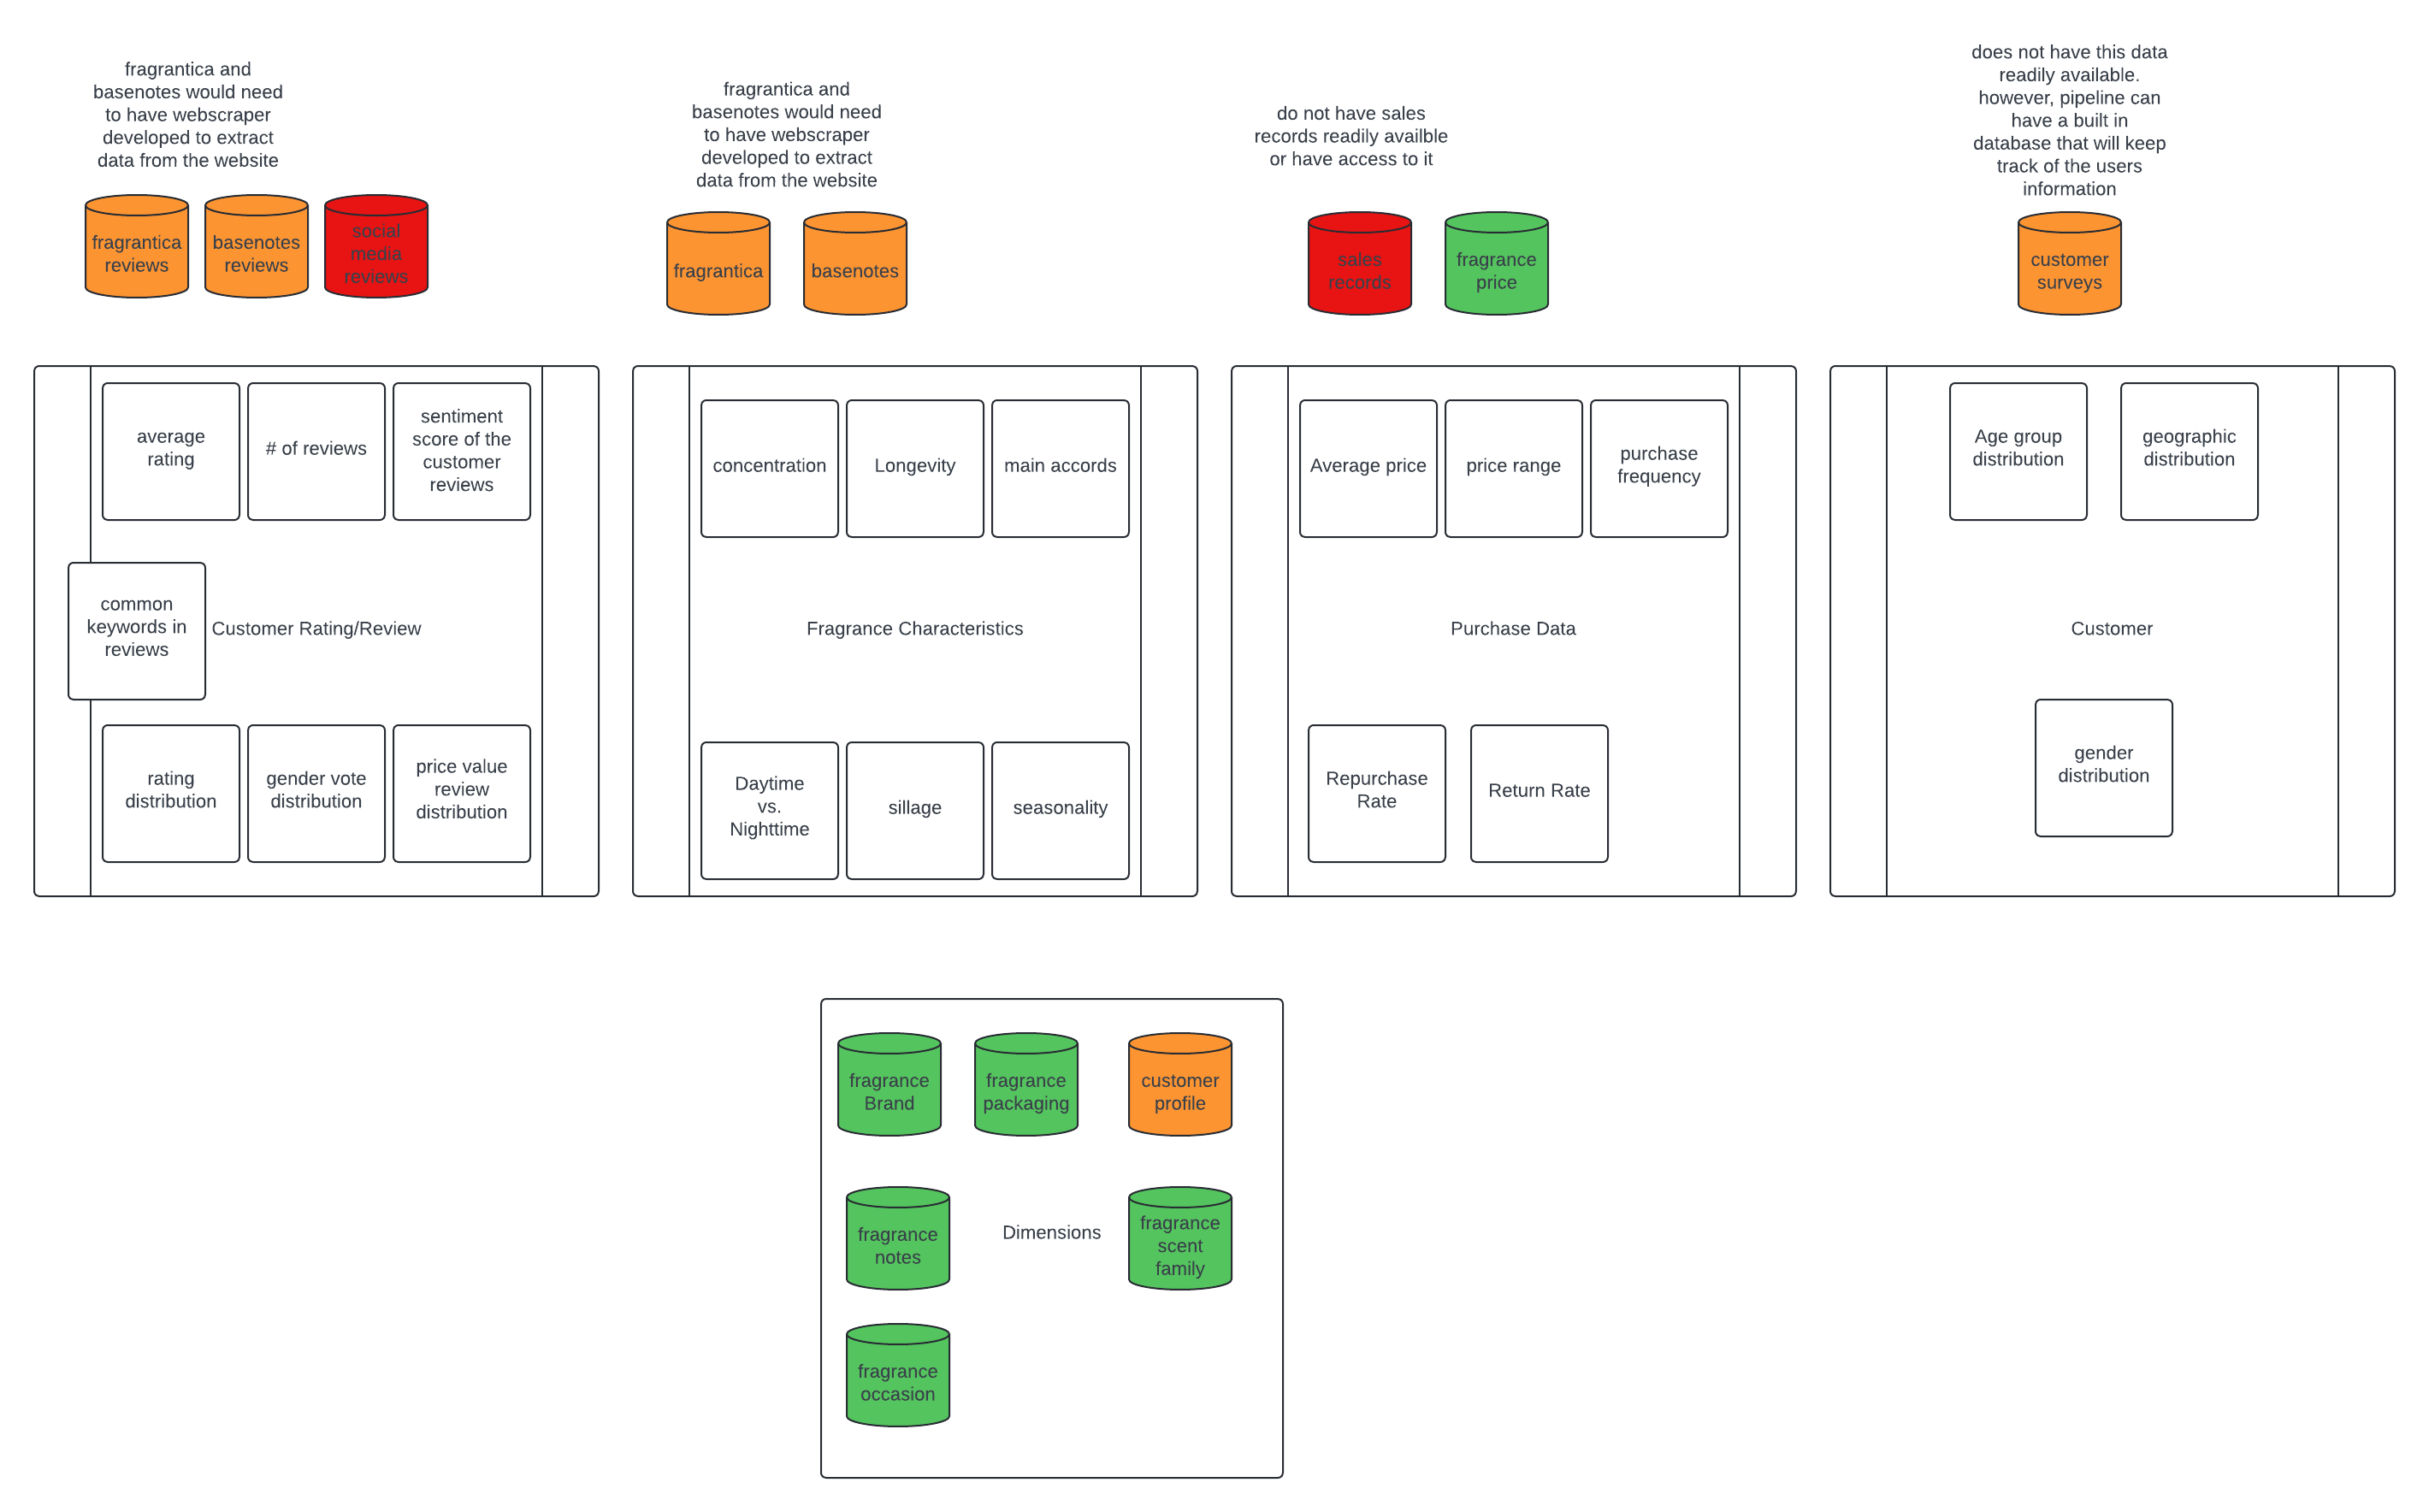 fragrantica and
basenotes would need
to have webscraper
developed to extract
data from the website
fragrantica
reviews
basenotes
reviews
social
media
reviews
fragrantica and
basenotes would need
to have webscraper
developed to extract
data from the website
fragrantica
basenotes
do not have sales
records readily availble
or have access to it
sales
records
fragrance
price
does not have this data
readily available.
however, pipeline can
have a built in
database that will keep
track of the users
information
customer
surveys
average
rating
# of reviews
sentiment
score of the
customer
reviews
common
keywords in
reviews
Customer Rating/Review
rating
distribution
gender vote
distribution
price value
review
distribution
concentration
Longevity
main accords
Fragrance Characteristics
Daytime
vs.
Nighttime
sillage
seasonality
Average price
price range
purchase
frequency
Purchase Data
Repurchase
Rate
Return Rate
Age group
distribution
geographic
distribution
Customer
gender
distribution
fragrance
Brand
fragrance
packaging
customer
profile
fragrance
notes
Dimensions
fragrance
scent
family
fragrance
occasion